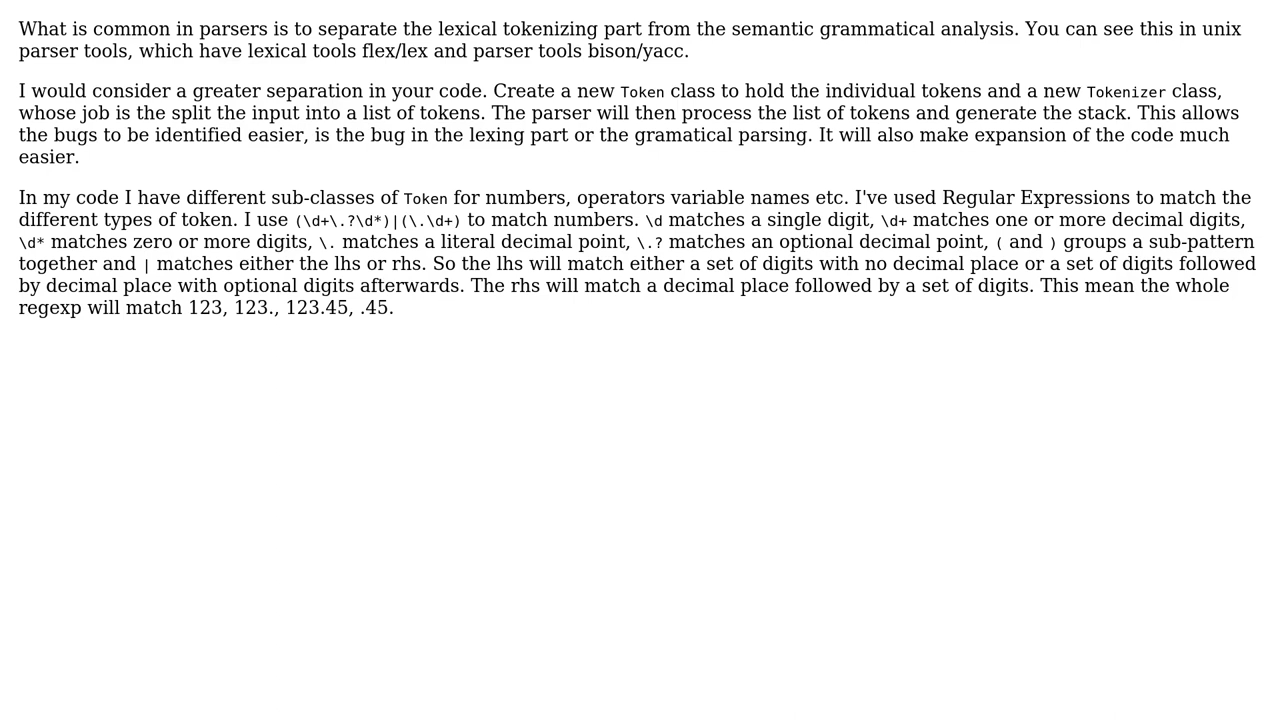 What is common in parsers is to separate the lexical tokenizing part from the semantic grammatical analysis. You can see this in unix
parser tools, which have lexical tools flex/lex and parser tools bison/yacc.
I would consider a greater separation in your code. Create a new Token class to hold the individual tokens and a new Tokenizer class,
whose job is the split the input into a list of tokens. The parser will then process the list of tokens and generate the stack. This allows
the bugs to be identified easier, is the bug in the lexing part or the gramatical parsing. It will also make expansion of the code much
easier.
In my code I have different sub-classes of Token for numbers, operators variable names etc. I've used Regular Expressions to match the
different types of token. I use (\d+\.?\d*)|(\.\d+) to match numbers. \d matches a single digit, \d+ matches one or more decimal digits,
\d* matches zero or more digits, \. matches a literal decimal point, \.? matches an optional decimal point, ( and ) groups a sub-pattern
together and | matches either the lhs or rhs. So the lhs will match either a set of digits with no decimal place or a set of digits followed
by decimal place with optional digits afterwards. The rhs will match a decimal place followed by a set of digits. This mean the whole
regexp will match 123, 123., 123.45, .45.